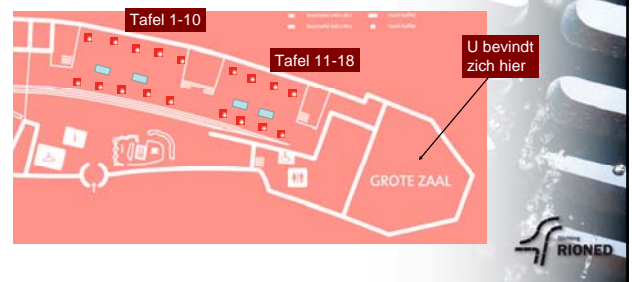 Tafel 1-10
Tafel 11-18
U bevindt
zich hier
GROTE ZAAL
RIONED